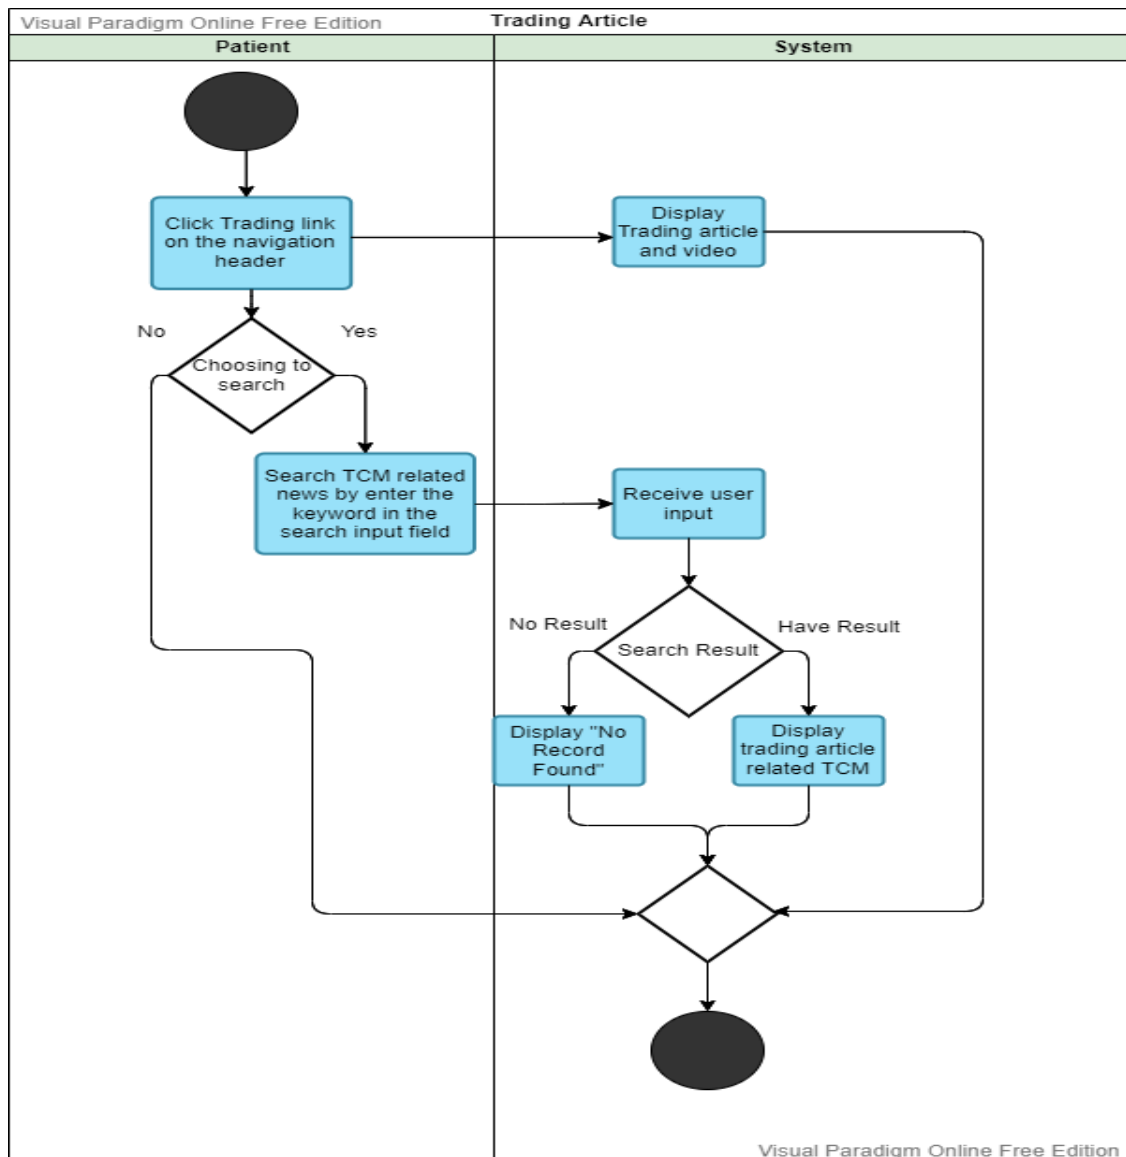 Visual Paradigm Online Free Edition
Trading Article
Patient
System
Click Trading link
on the navigation
header
Display
Trading article
and video
No
Yes
Choosing to
search
Search TCM related
news by enter the
keyword in the
search input field
Receive user
input
No Result
Have Result
Search Result
Display "No
Record
Found"
Display
trading article
related TCM
Visual Paradigm Online Free Edition